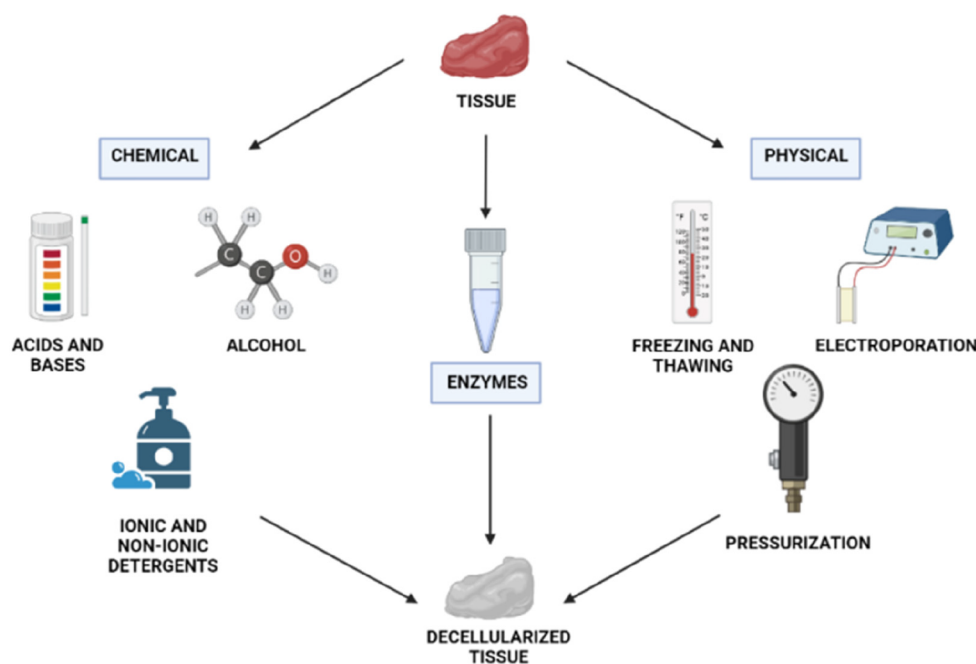 TISSUE
CHEMICAL
PHYSICAL
H
H
C
C
O
H
H
H
°F
°C
ACIDS AND
BASES
ALCOHOL
ENZYMES
FREEZING AND
THAWING
ELECTROPORATION
IONIC AND
NON-IONIC
DETERGENTS
PRESSURIZATION
DECELLULARIZED
TISSUE